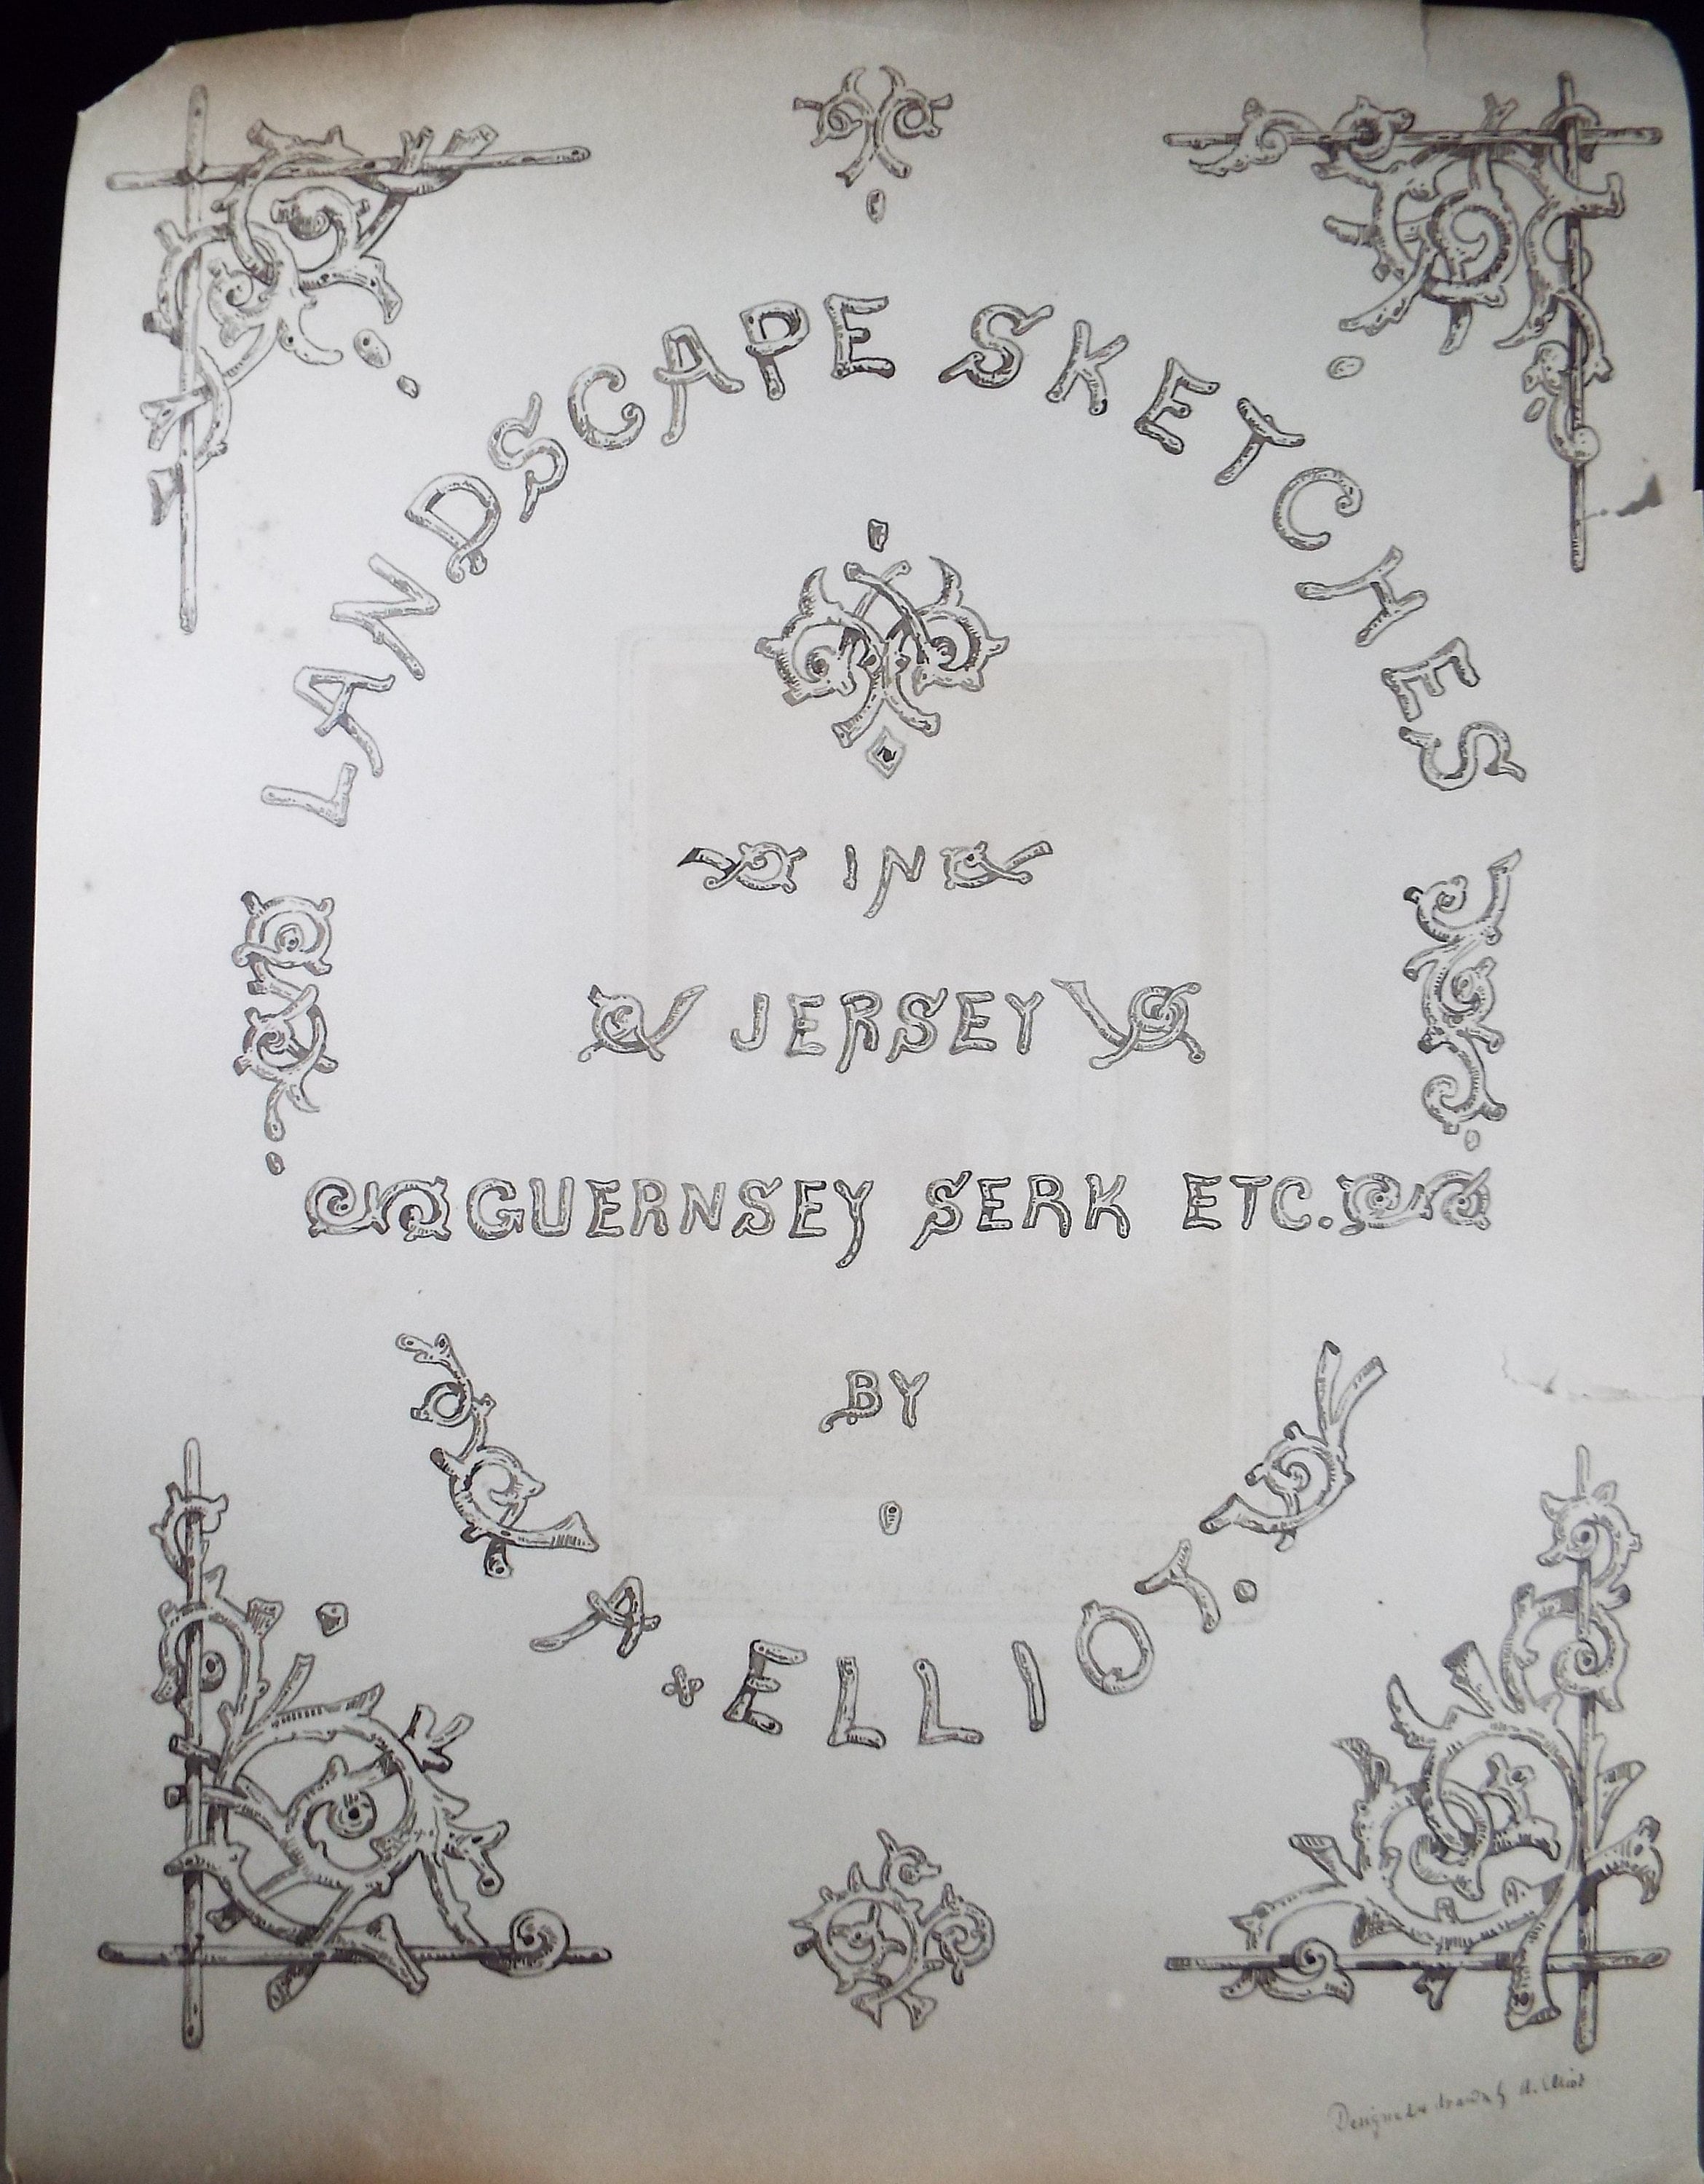 LANDSCAPE SKETCHES
IN
JERSEY
GUERNSEY SERK ETC.
BY
A. ELLIOT.
Designed & drawn by A. Elliot